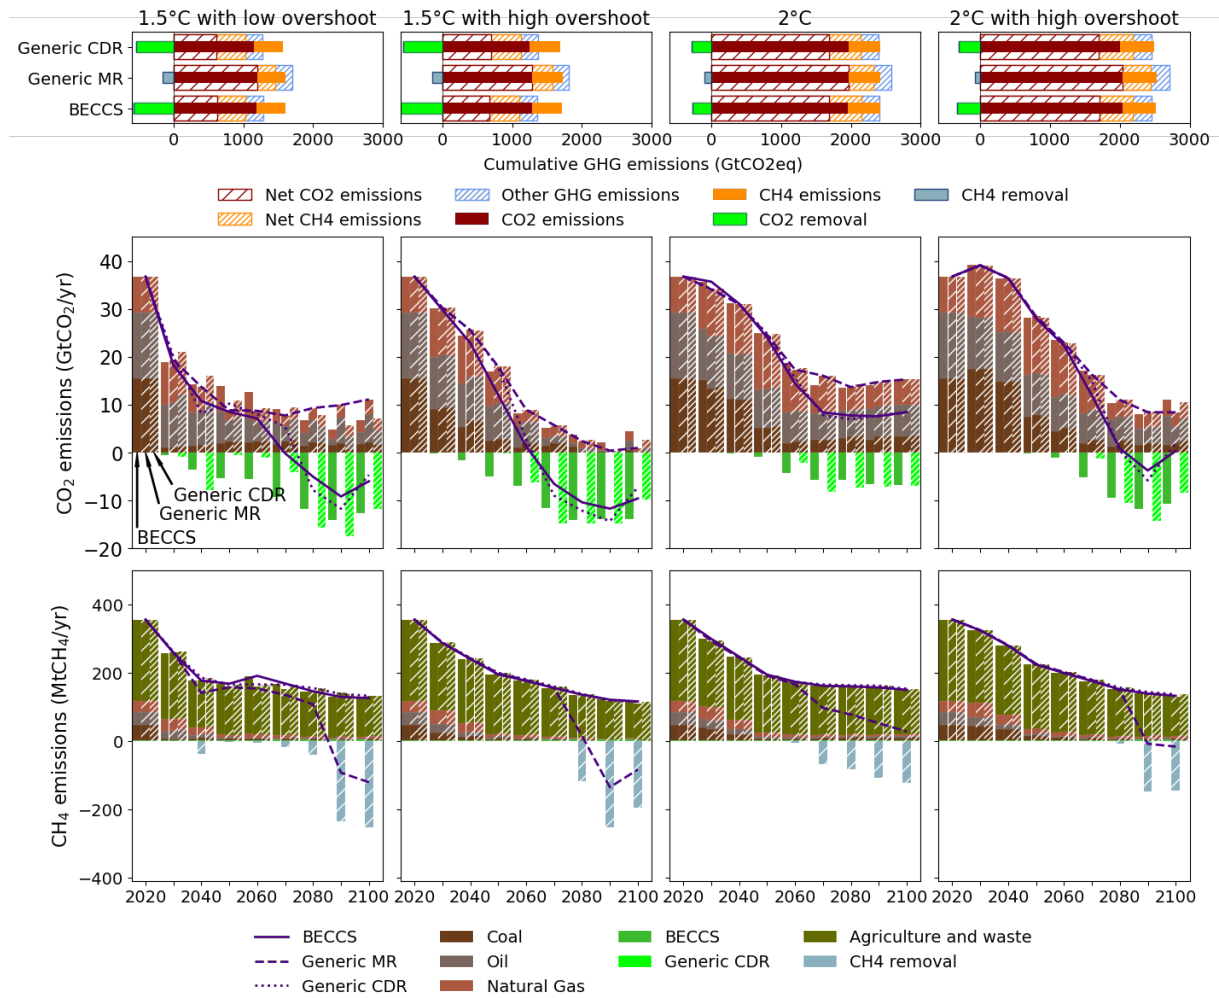 1.5°C with low overshoot 1.5°C with high overshoot 2°C 2°C with high overshoot
Generic CDR
Generic MR
BECCS
0 1000 2000 3000 0 1000 2000 3000 0 1000 2000 3000 0 1000 2000 3000
Cumulative GHG emissions (GtCO2eq)
Net CO2 emissions Other GHG emissions CH4 emissions CH4 removal
Net CH4 emissions CO2 emissions CO2 removal
CO₂ emissions (GtCO₂/yr)
40
30
20
10
0
−10
−20
Generic CDR
Generic MR
BECCS
CH₄ emissions (MtCH₄/yr)
400
200
0
−200
−400
2020 2040 2060 2080 2100 2020 2040 2060 2080 2100 2020 2040 2060 2080 2100 2020 2040 2060 2080 2100
BECCS Coal BECCS Agriculture and waste
Generic MR Oil Generic CDR CH4 removal
Generic CDR Natural Gas